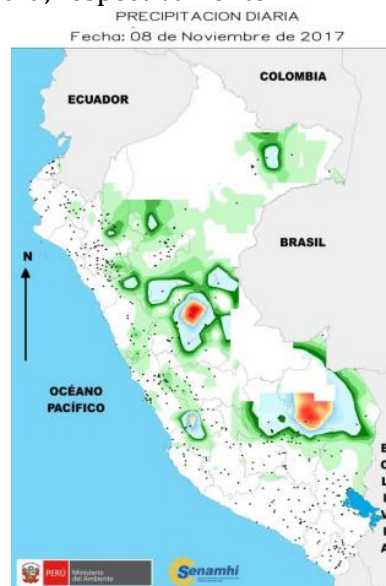 PRECIPITACION DIARIA
Fecha: 08 de Noviembre de 2017
COLOMBIA
ECUADOR
BRASIL
N
OCÉANO
PACÍFICO
B
O
L
I
V
I
A
PERÚ
Ministerio
del Ambiente
Senamhi